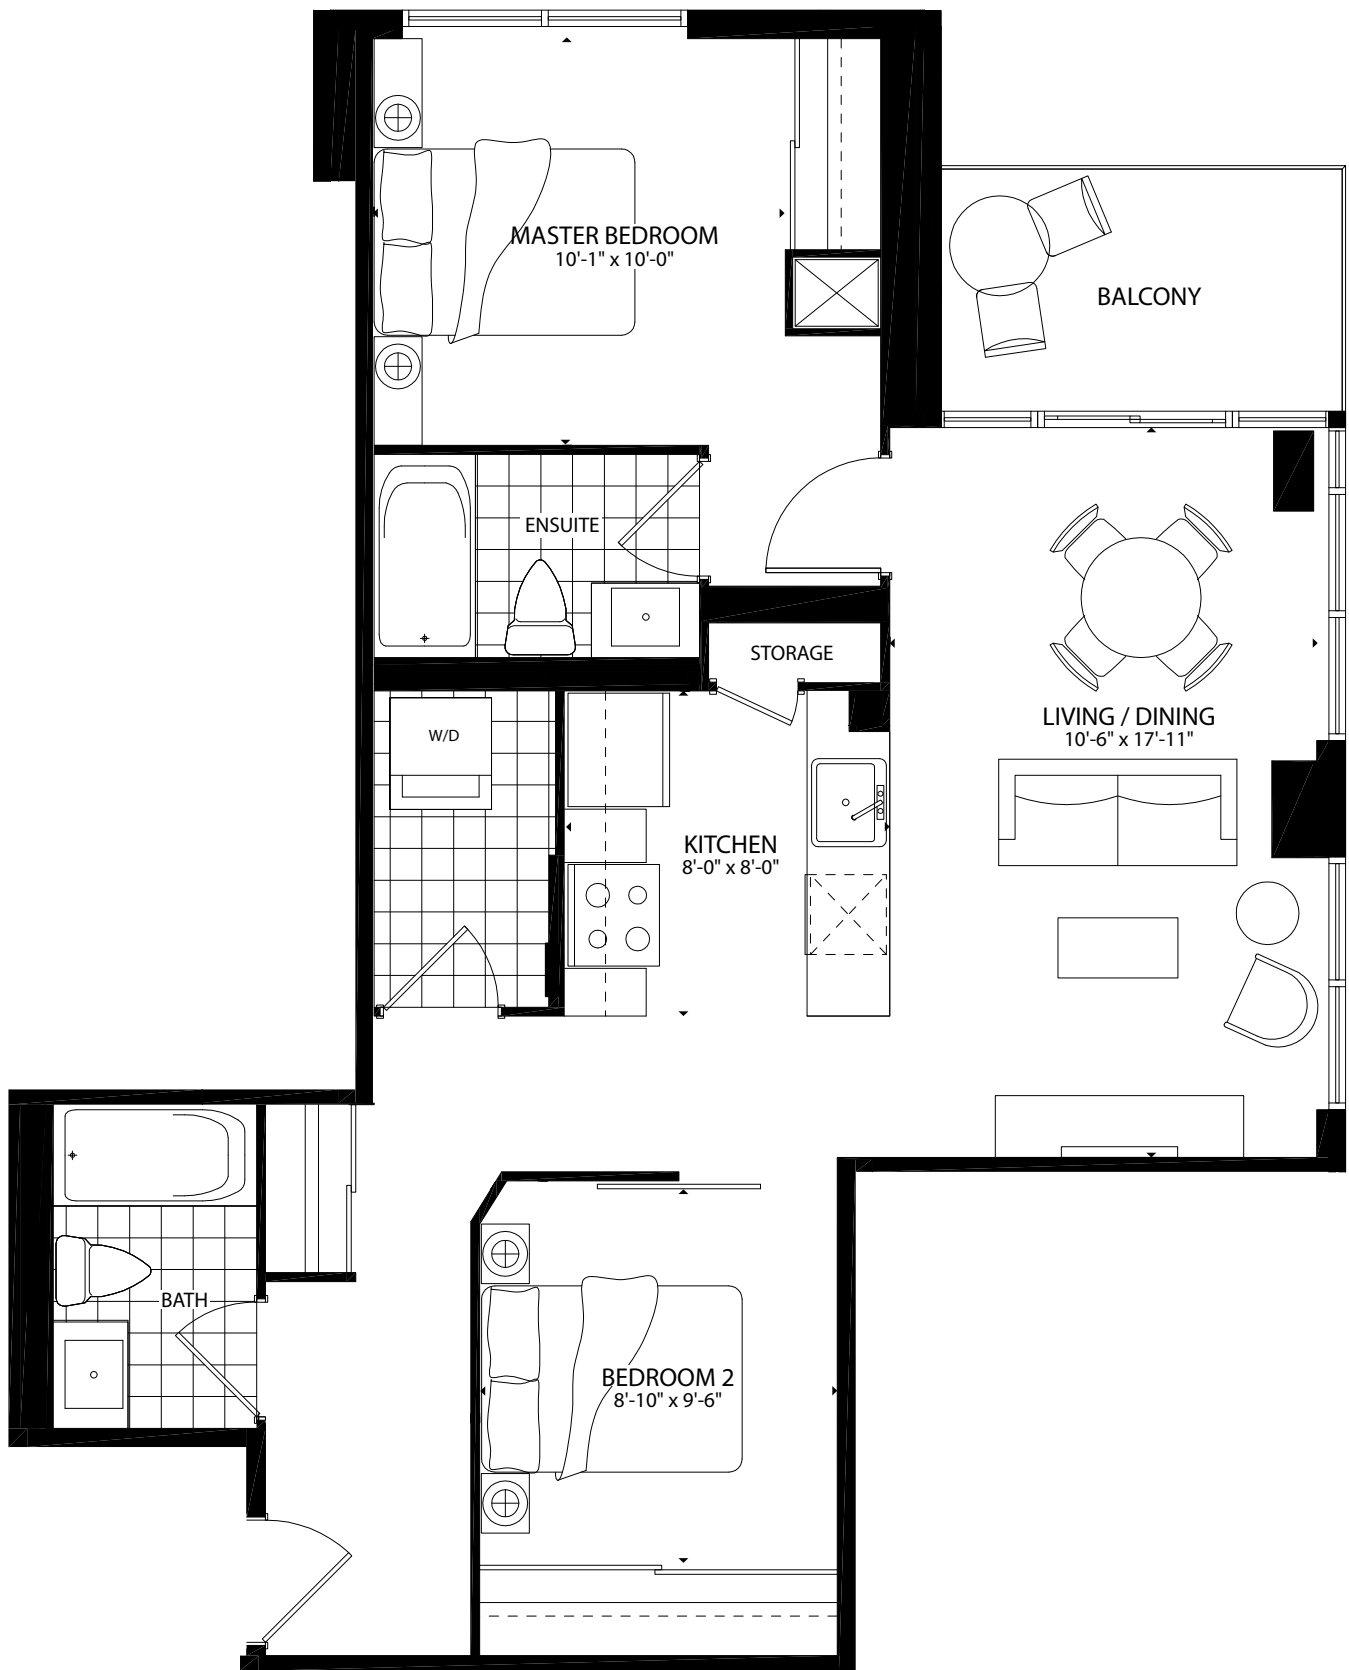 MASTER BEDROOM
10'-1" x 10'-0"
BALCONY
ENSUITE
STORAGE
LIVING / DINING
10'-6" x 17'-11"
W/D
KITCHEN
8'-0" x 8'-0"
BATH
BEDROOM 2
8'-10" x 9'-6"